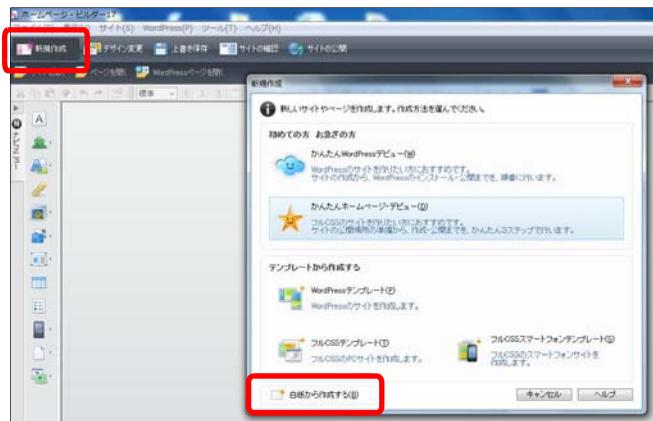 ホームページ・ビルダー17
サイト(S) WordPress(P) ツール(T) ヘルプ(H)
新規作成 デザイン変更 上書き保存 サイトの確認 サイトの公開
ページを開く WordPressページを開く
標準
ナビメニュー
新規作成
新しいサイトやページを作成します。作成方法を選んでください。
初めての方 お急ぎの方
かんたんWordPressデビュー(W)
WordPressのサイトを作りたい方におすすめです。
サイトの作成から、WordPressのインストール・公開までを、順番に行います。
かんたんホームページ・デビュー(Q)
フルCSSのサイトを作りたい方におすすめです。
サイトの公開場所の準備から、作成・公開までを、かんたん3ステップで行います。
テンプレートから作成する
WordPressテンプレート(P)
WordPressのサイトを作成します。
フルCSSテンプレート(T)
フルCSSのPCサイトを作成します。
フルCSSスマートフォンテンプレート(S)
フルCSSのスマートフォンサイトを
作成します。
白紙から作成する(B)
キャンセル ヘルプ